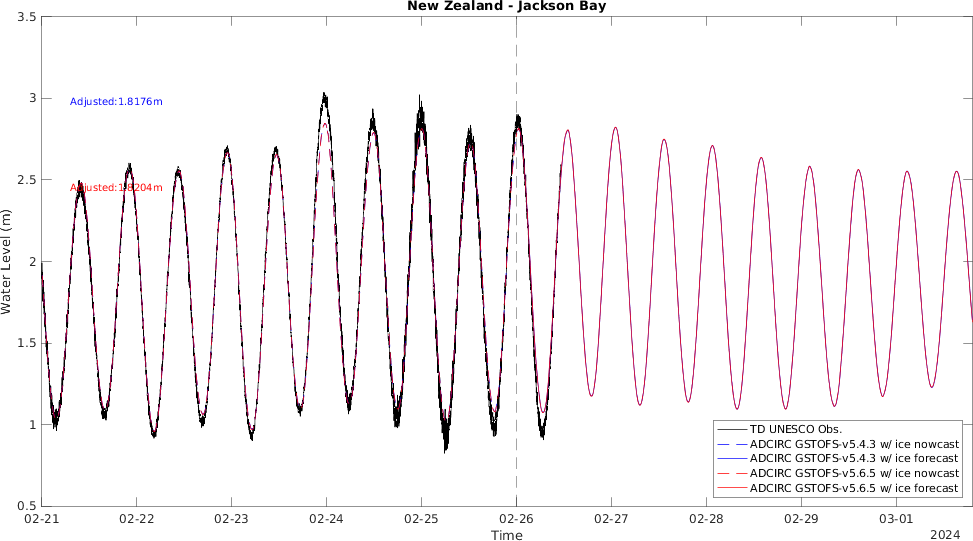 New Zealand - Jackson Bay
3.5
3
2.5
2
1.5
1
0.5
Water Level (m)
Adjusted:1.8176m
Adjusted:1.8204m
TD UNESCO Obs.
ADCIRC GSTOFS-v5.4.3 w/ ice nowcast
ADCIRC GSTOFS-v5.4.3 w/ ice forecast
ADCIRC GSTOFS-v5.6.5 w/ ice nowcast
ADCIRC GSTOFS-v5.6.5 w/ ice forecast
02-21 02-22 02-23 02-24 02-25 02-26 02-27 02-28 02-29 03-01
Time
2024